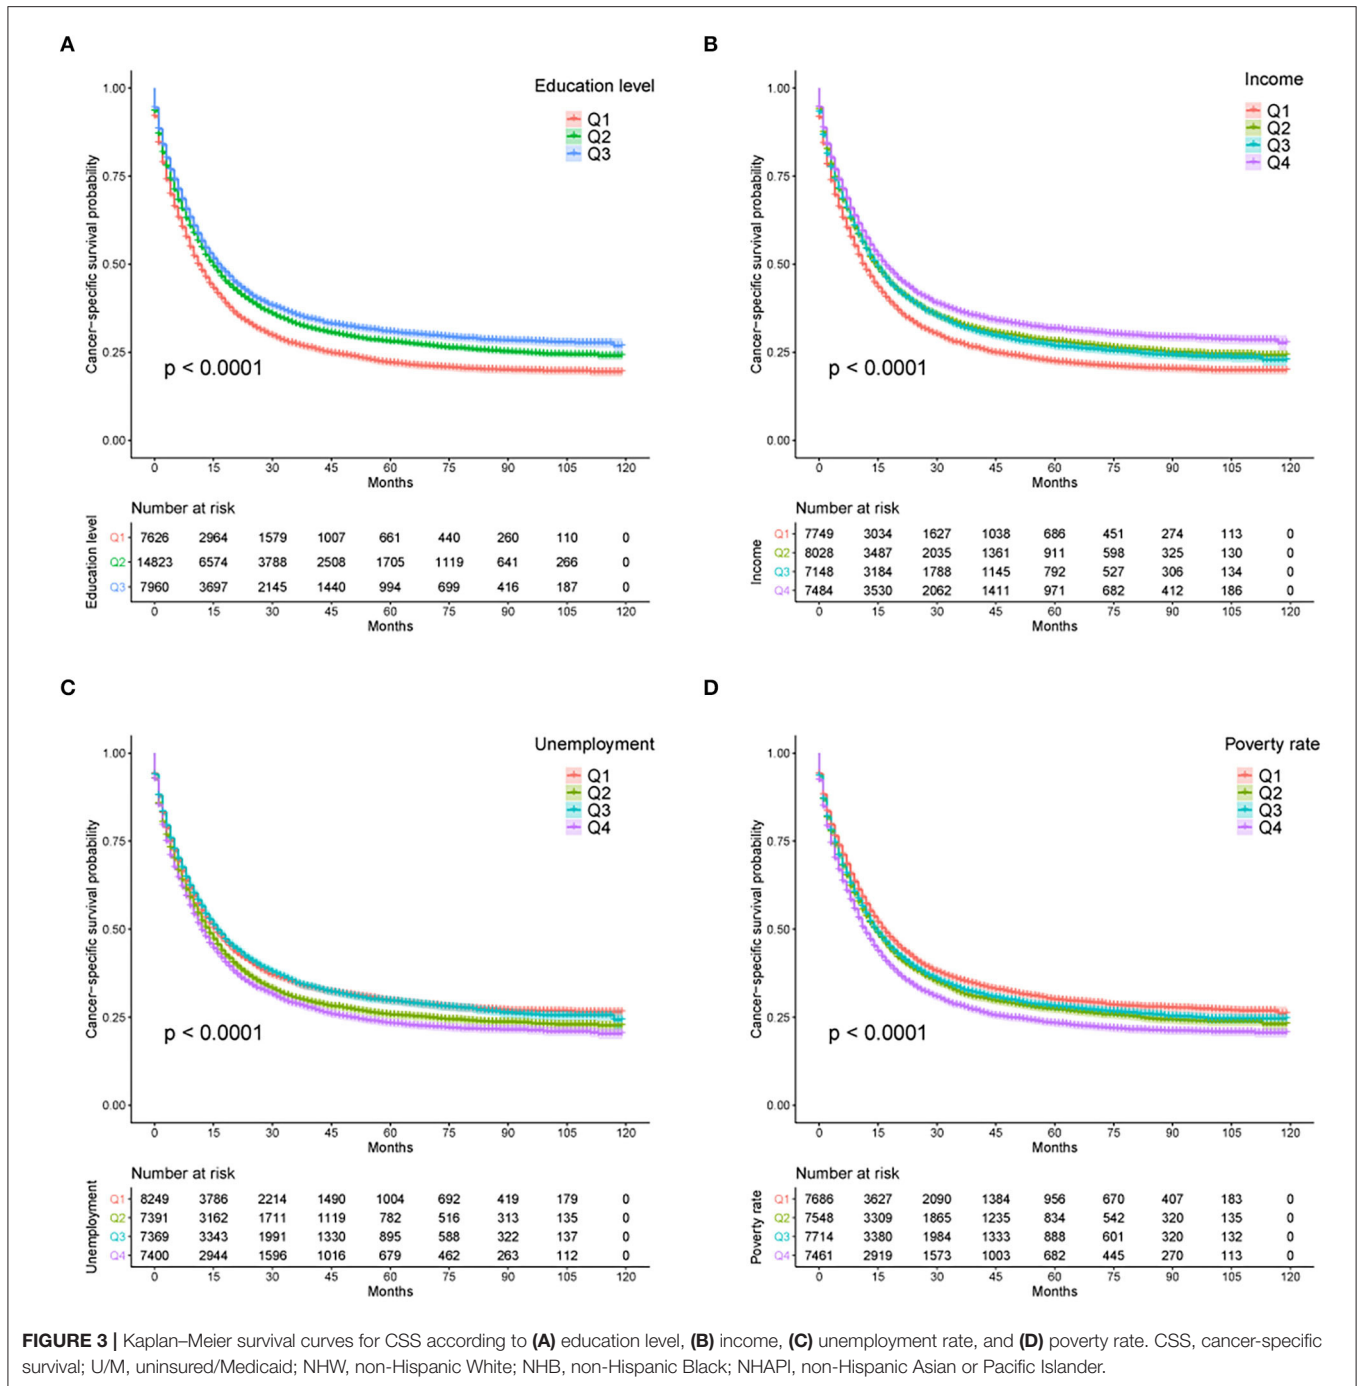 A
Education level
Q1
Q2
Q3
Cancer-specific survival probability
1.00
0.75
0.50
0.25
0.00
p < 0.0001
0 15 30 45 60 75 90 105 120
Months
Number at risk
Education level
Q1 7626 2964 1579 1007 661 440 260 110 0
Q2 14823 6574 3788 2508 1705 1119 641 266 0
Q3 7960 3697 2145 1440 994 699 416 187 0
0 15 30 45 60 75 90 105 120
Months
B
Income
Q1
Q2
Q3
Q4
Cancer-specific survival probability
1.00
0.75
0.50
0.25
0.00
p < 0.0001
0 15 30 45 60 75 90 105 120
Months
Number at risk
Income
Q1 7749 3034 1627 1038 686 451 274 113 0
Q2 8028 3487 2035 1361 911 598 325 130 0
Q3 7148 3184 1788 1145 792 527 306 134 0
Q4 7484 3530 2062 1411 971 682 412 186 0
0 15 30 45 60 75 90 105 120
Months
C
Unemployment
Q1
Q2
Q3
Q4
Cancer-specific survival probability
1.00
0.75
0.50
0.25
0.00
p < 0.0001
0 15 30 45 60 75 90 105 120
Months
Number at risk
Unemployment
Q1 8249 3786 2214 1490 1004 692 419 179 0
Q2 7391 3162 1711 1119 782 516 313 135 0
Q3 7369 3343 1991 1330 895 588 322 137 0
Q4 7400 2944 1596 1016 679 462 263 112 0
0 15 30 45 60 75 90 105 120
Months
D
Poverty rate
Q1
Q2
Q3
Q4
Cancer-specific survival probability
1.00
0.75
0.50
0.25
0.00
p < 0.0001
0 15 30 45 60 75 90 105 120
Months
Number at risk
Poverty rate
Q1 7686 3627 2090 1384 956 670 407 183 0
Q2 7548 3309 1865 1235 834 542 320 135 0
Q3 7714 3380 1984 1333 888 601 320 132 0
Q4 7461 2919 1573 1003 682 445 270 113 0
0 15 30 45 60 75 90 105 120
Months
FIGURE 3 | Kaplan–Meier survival curves for CSS according to (A) education level, (B) income, (C) unemployment rate, and (D) poverty rate. CSS, cancer-specific
survival; U/M, uninsured/Medicaid; NHW, non-Hispanic White; NHB, non-Hispanic Black; NHAPI, non-Hispanic Asian or Pacific Islander.